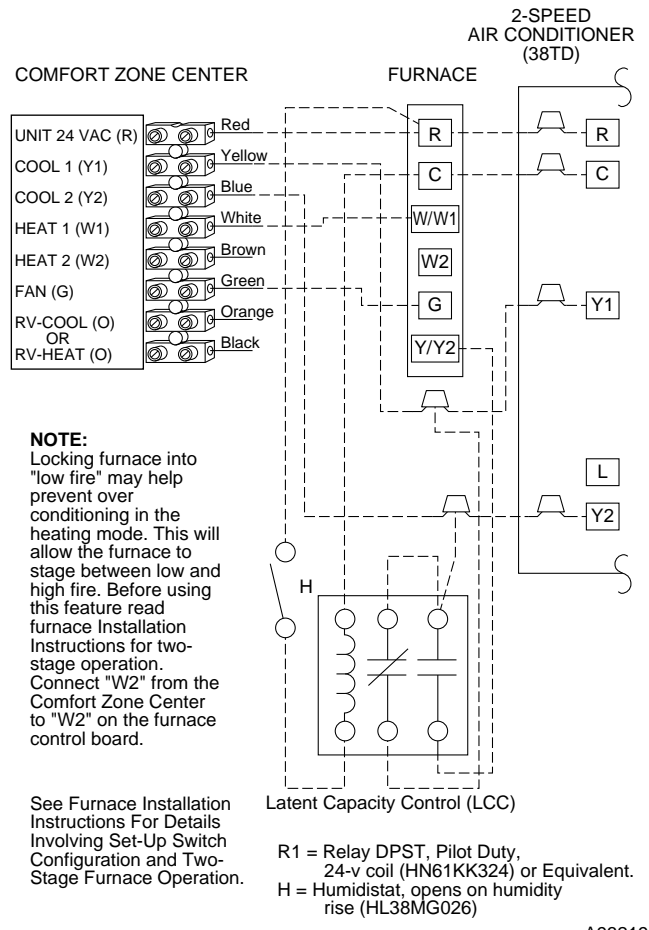 2-SPEED
AIR CONDITIONER
(38TD)
COMFORT ZONE CENTER
FURNACE
UNIT 24 VAC (R)
COOL 1 (Y1)
COOL 2 (Y2)
HEAT 1 (W1)
HEAT 2 (W2)
FAN (G)
RV-COOL (O)
OR
RV-HEAT (O)
Red
Yellow
Blue
White
Brown
Green
Orange
Black
R
C
W/W1
W2
G
Y/Y2
R
C
Y1
L
Y2
NOTE:
Locking furnace into
"low fire" may help
prevent over
conditioning in the
heating mode. This will
allow the furnace to
stage between low and
high fire. Before using
this feature read
furnace Installation
Instructions for two-
stage operation.
Connect "W2" from the
Comfort Zone Center
to "W2" on the furnace
control board.
H
See Furnace Installation
Instructions For Details
Involving Set-Up Switch
Configuration and Two-
Stage Furnace Operation.
Latent Capacity Control (LCC)
R1 = Relay DPST, Pilot Duty,
24-v coil (HN61KK324) or Equivalent.
H = Humidistat, opens on humidity
rise (HL38MG026)